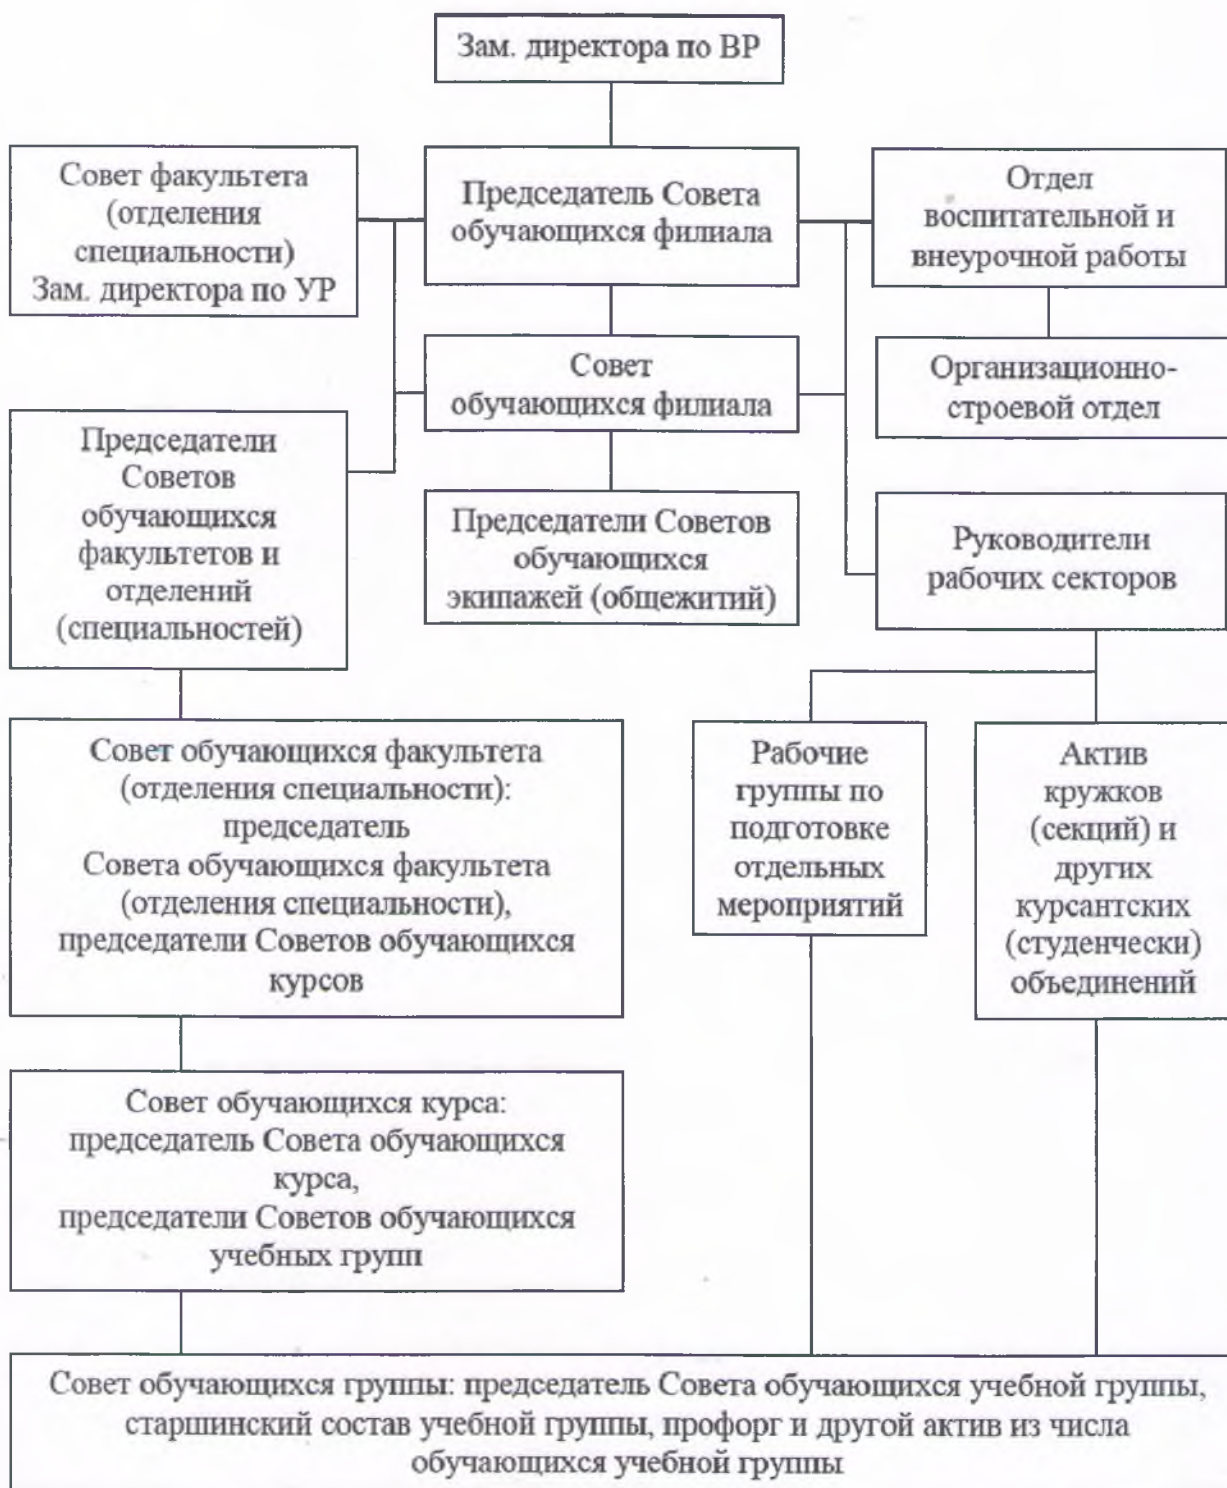 Зам. директора по ВР
Совет факультета
(отделения
специальности)
Зам. директора по УР
Председатель Совета
обучающихся филиала
Отдел
воспитательной и
внеурочной работы
Совет
обучающихся филиала
Организационно-
строевой отдел
Председатели
Советов
обучающихся
факультетов и
отделений
(специальностей)
Председатели Советов
обучающихся
экипажей (общежитий)
Руководители
рабочих секторов
Совет обучающихся факультета
(отделения специальности):
председатель
Совета обучающихся факультета
(отделения специальности),
председатели Советов обучающихся
курсов
Рабочие
группы по
подготовке
отдельных
мероприятий
Актив
кружков
(секций) и
других
курсантских
(студенчески)
объединений
Совет обучающихся курса:
председатель Совета обучающихся
курса,
председатели Советов обучающихся
учебных групп
Совет обучающихся группы: председатель Совета обучающихся учебной группы,
старшинский состав учебной группы, профорг и другой актив из числа
обучающихся учебной группы